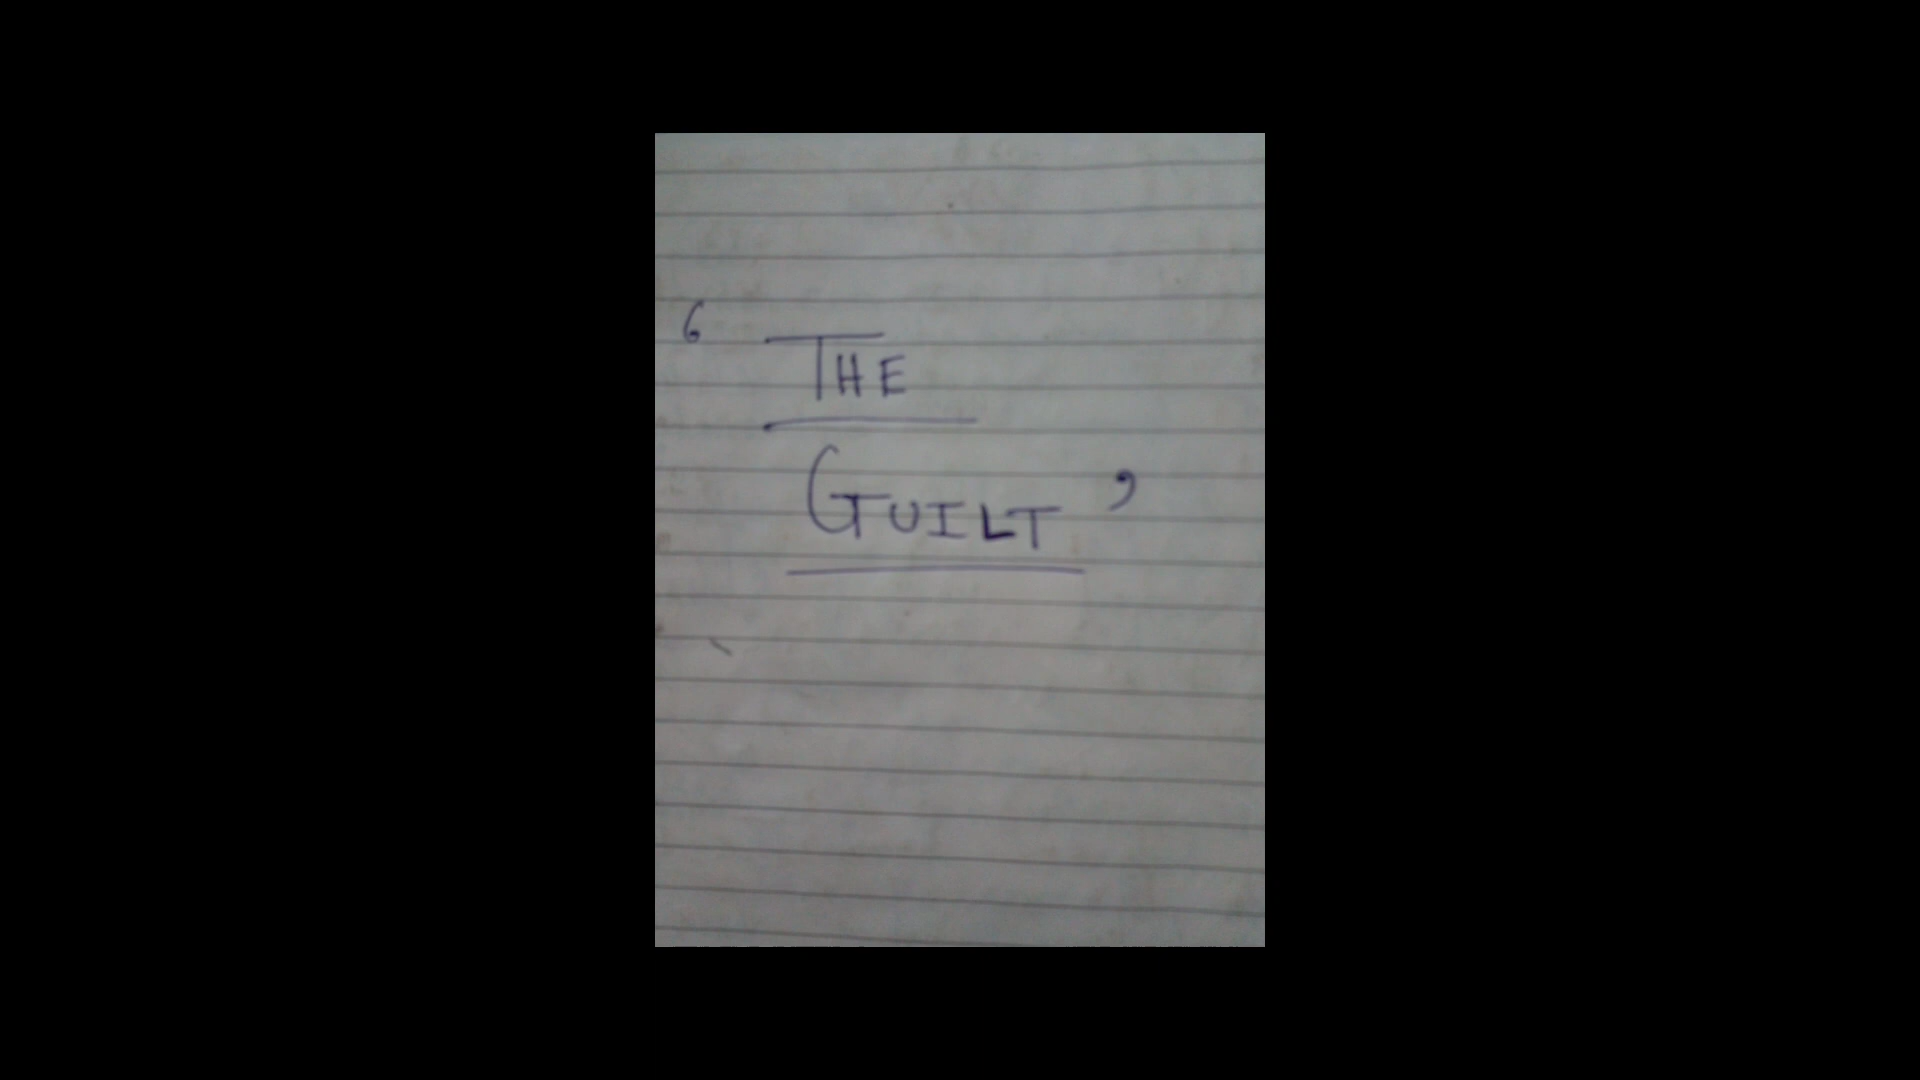 ‘ THE
GUILT ’